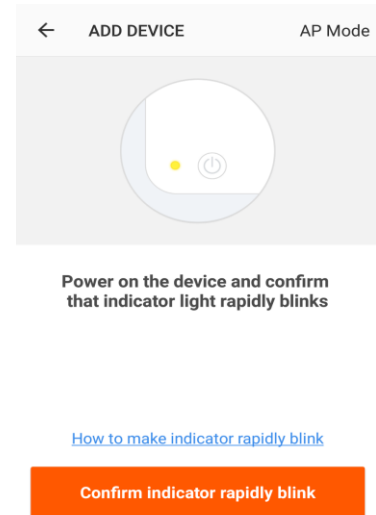 ADD DEVICE AP Mode
Power on the device and confirm
that indicator light rapidly blinks
How to make indicator rapidly blink
Confirm indicator rapidly blink